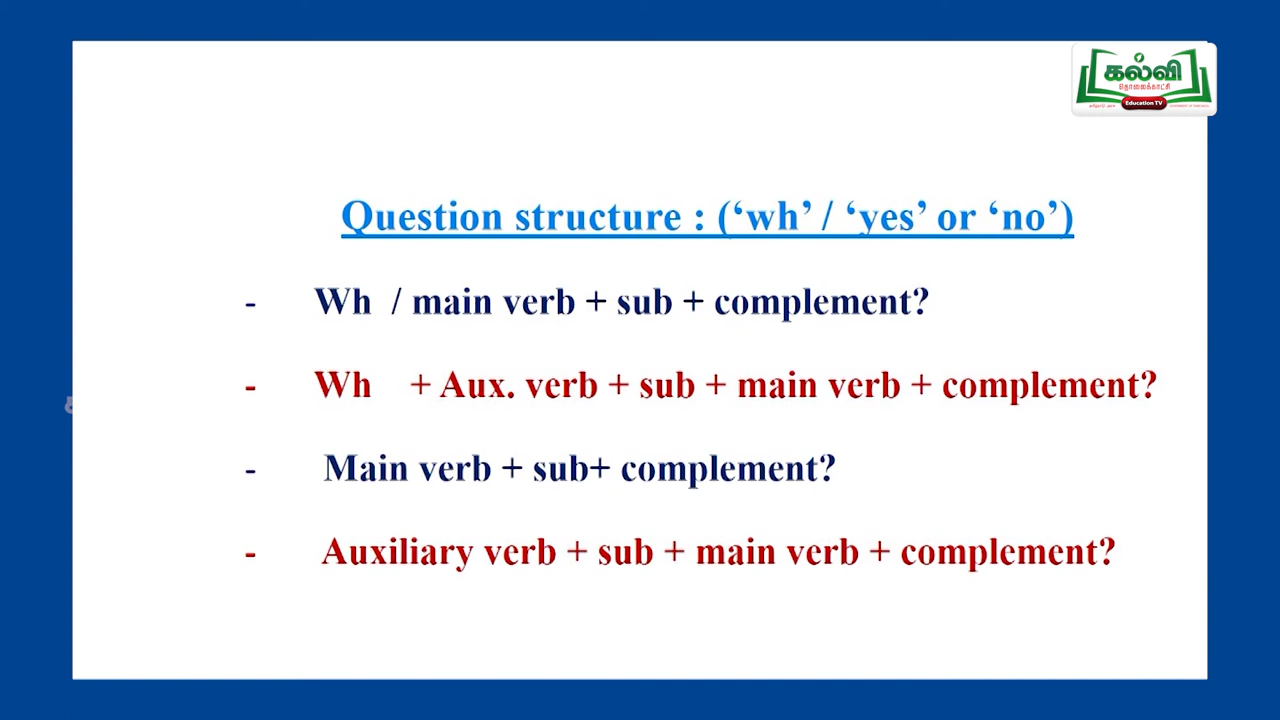 கல்வி
தொலைக்காட்சி
Education TV
Question structure : (‘wh’ / ‘yes’ or ‘no’)
- Wh / main verb + sub + complement?
- Wh + Aux. verb + sub + main verb + complement?
- Main verb + sub+ complement?
- Auxiliary verb + sub + main verb + complement?